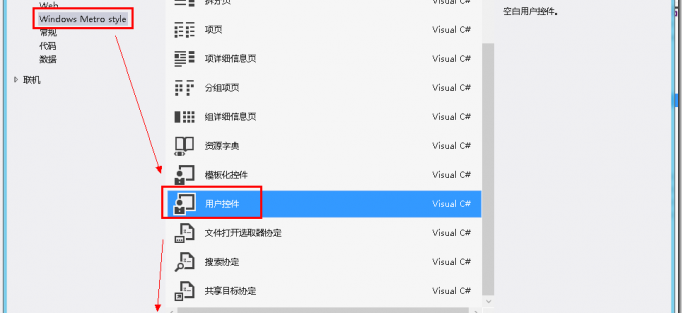 Web
Windows Metro style
常规
代码
数据
联机
拆分页 Visual C#
项页 Visual C#
项详细信息页 Visual C#
分组项页 Visual C#
组详细信息页 Visual C#
资源字典 Visual C#
模板化控件 Visual C#
用户控件 Visual C#
文件打开选取器协定 Visual C#
搜索协定 Visual C#
共享目标协定 Visual C#
空白用户控件。